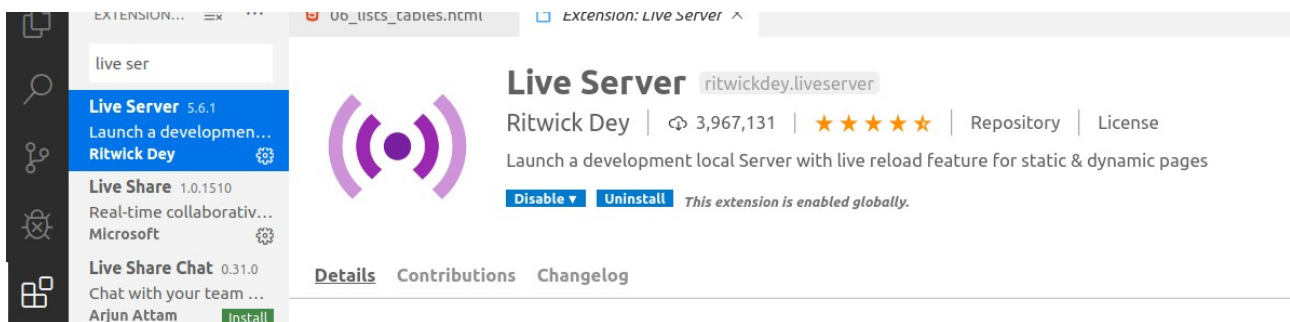 EXTENSION...
06_lists_tables.html
Extension: Live Server
live ser
Live Server 5.6.1
Launch a developmen...
Ritwick Dey
Live Share 1.0.1510
Real-time collaborativ...
Microsoft
Live Share Chat 0.31.0
Chat with your team ...
Arjun Attam
Install
Live Server ritwickdey.liveserver
Ritwick Dey | 3,967,131 | Repository | License
Launch a development local Server with live reload feature for static & dynamic pages
Disable Uninstall This extension is enabled globally.
Details Contributions Changelog